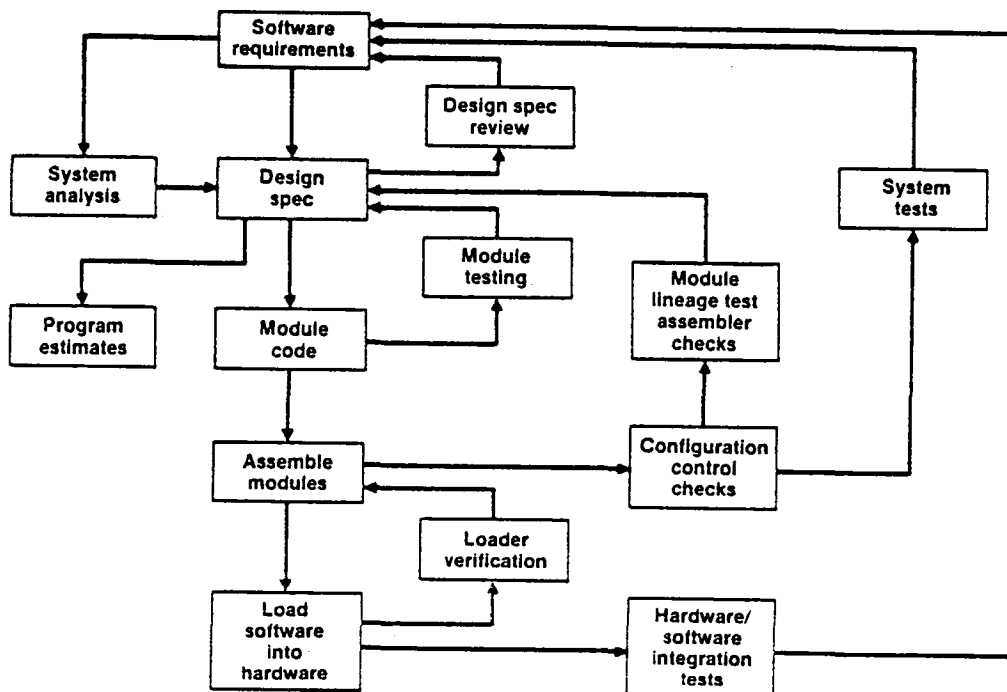 Software
requirements
Design spec
review
System
analysis
Design
spec
System
tests
Module
testing
Module
lineage test
assembler
checks
Program
estimates
Module
code
Assemble
modules
Configuration
control
checks
Loader
verification
Load
software
into
hardware
Hardware/
software
integration
tests